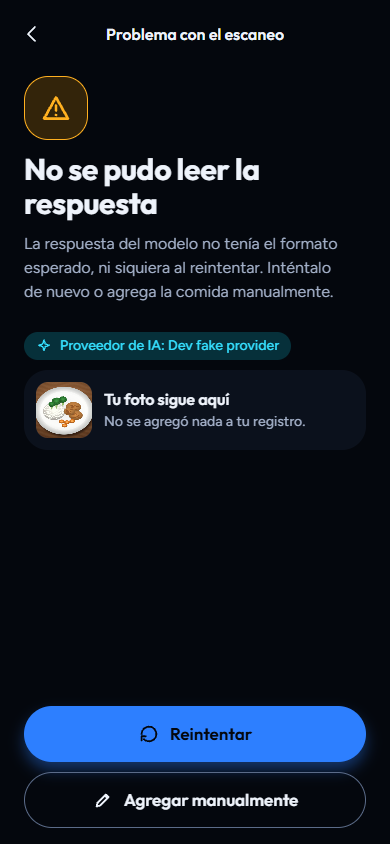 Problema con el escaneo
No se pudo leer la
respuesta
La respuesta del modelo no tenía el formato
esperado, ni siquiera al reintentar. Inténtalo
de nuevo o agrega la comida manualmente.
Proveedor de IA: Dev fake provider
Tu foto sigue aquí
No se agregó nada a tu registro.
Reintentar
Agregar manualmente